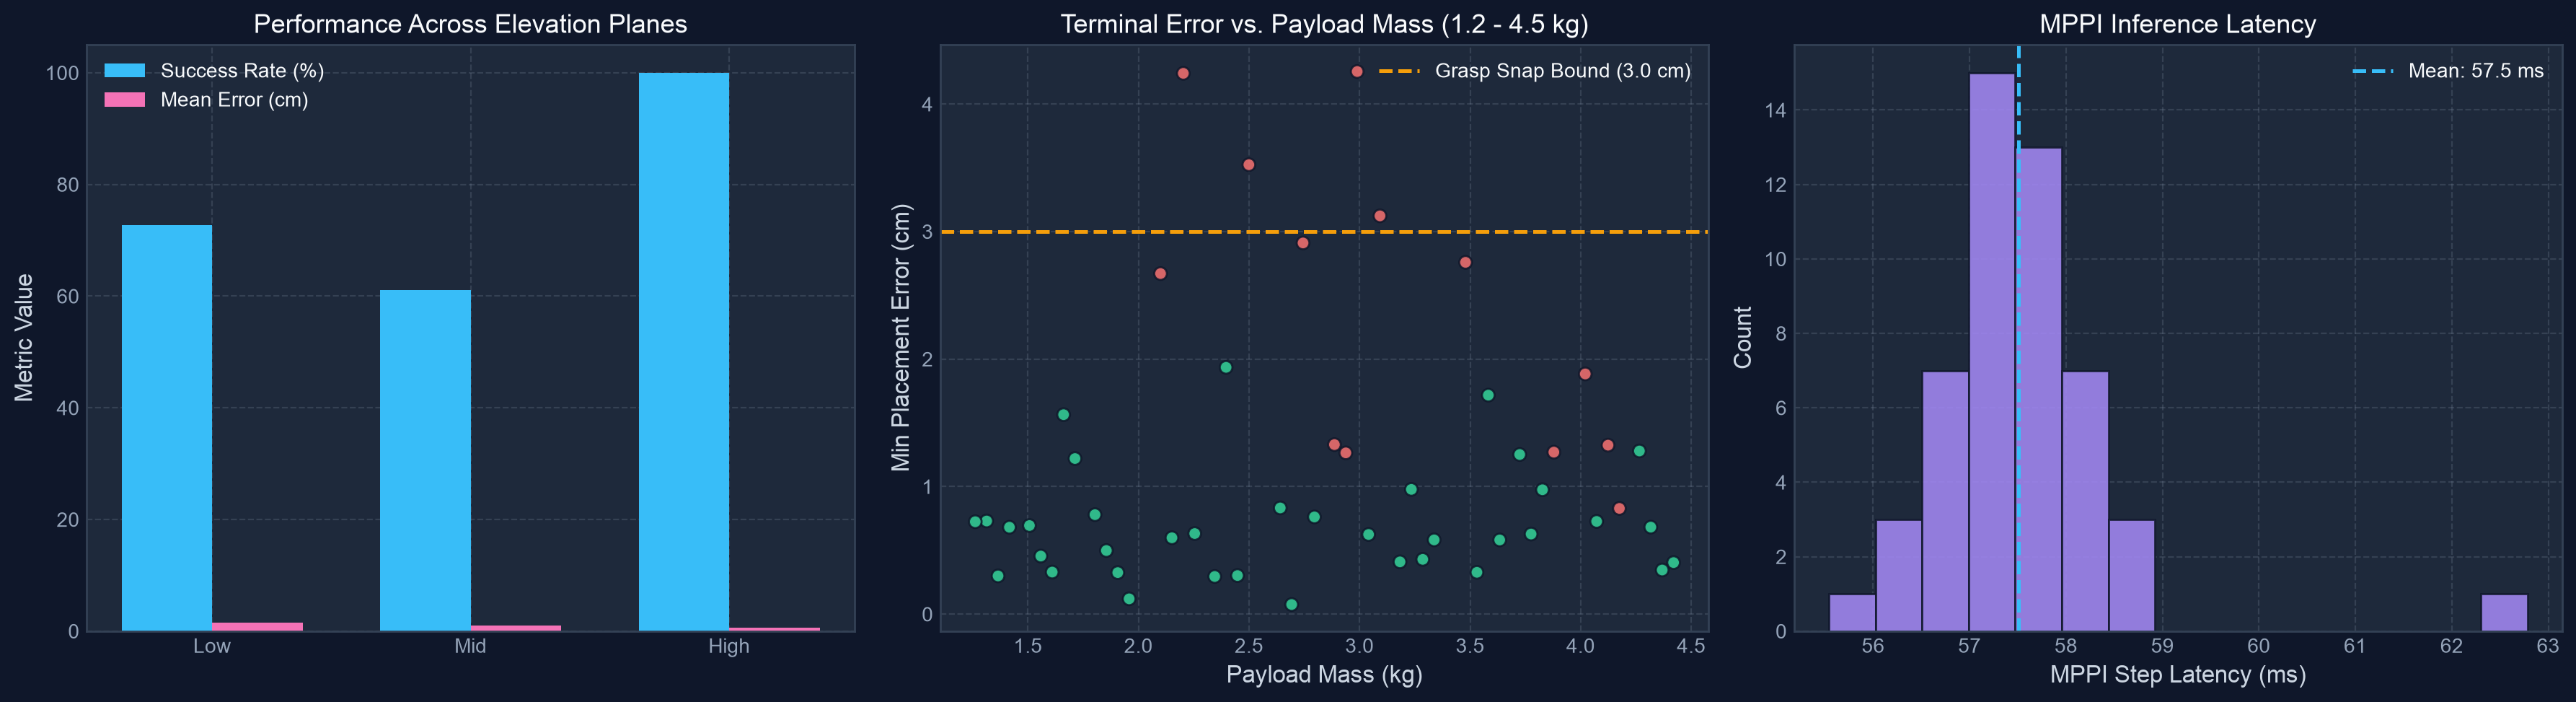 Performance Across Elevation Planes
Success Rate (%)
Mean Error (cm)
Metric Value
100
80
60
40
20
0
Low
Mid
High
Terminal Error vs. Payload Mass (1.2 - 4.5 kg)
Grasp Snap Bound (3.0 cm)
Min Placement Error (cm)
4
3
2
1
0
1.5
2.0
2.5
3.0
3.5
4.0
4.5
Payload Mass (kg)
MPPI Inference Latency
Mean: 57.5 ms
Count
14
12
10
8
6
4
2
0
56
57
58
59
60
61
62
63
MPPI Step Latency (ms)